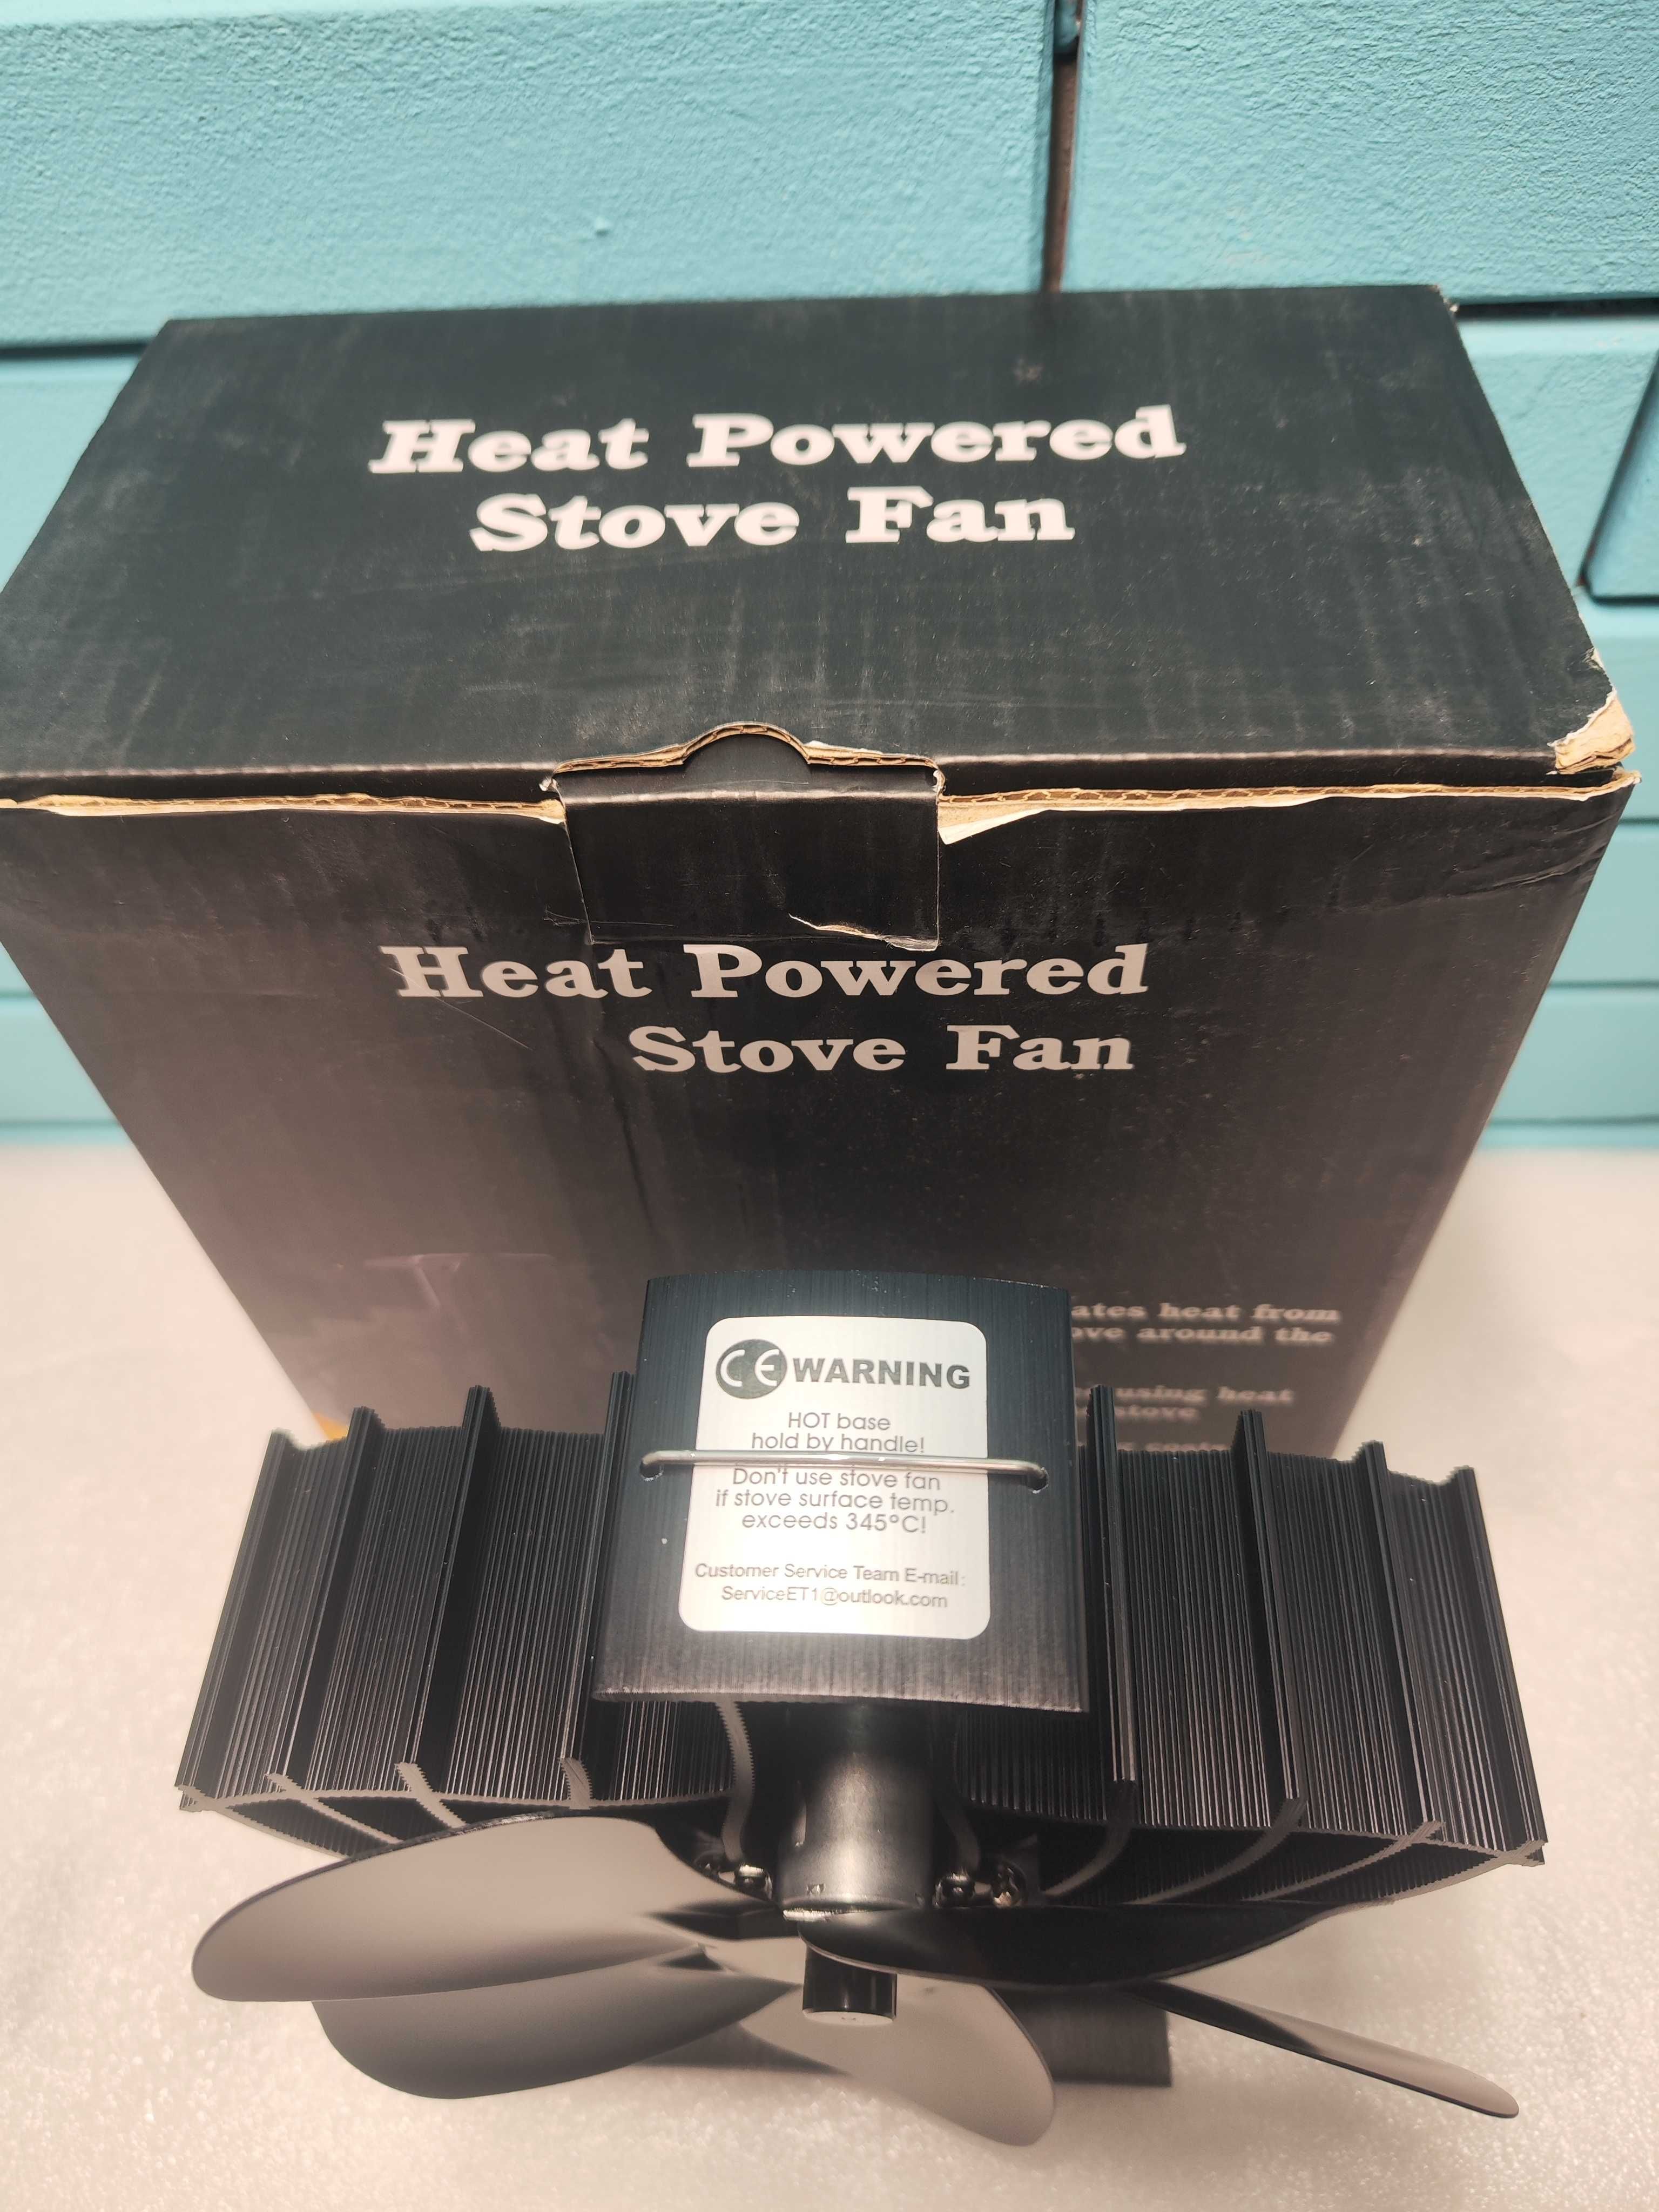 Heat Powered
Stove Fan
Heat Powered
Stove Fan
heat from
around the
using heat
stove
CE WARNING
HOT base
hold by handle!
Don't use stove fan
if stove surface temp.
exceeds 345°C!
Customer Service Team E-mail:
ServiceET1@outlook.com